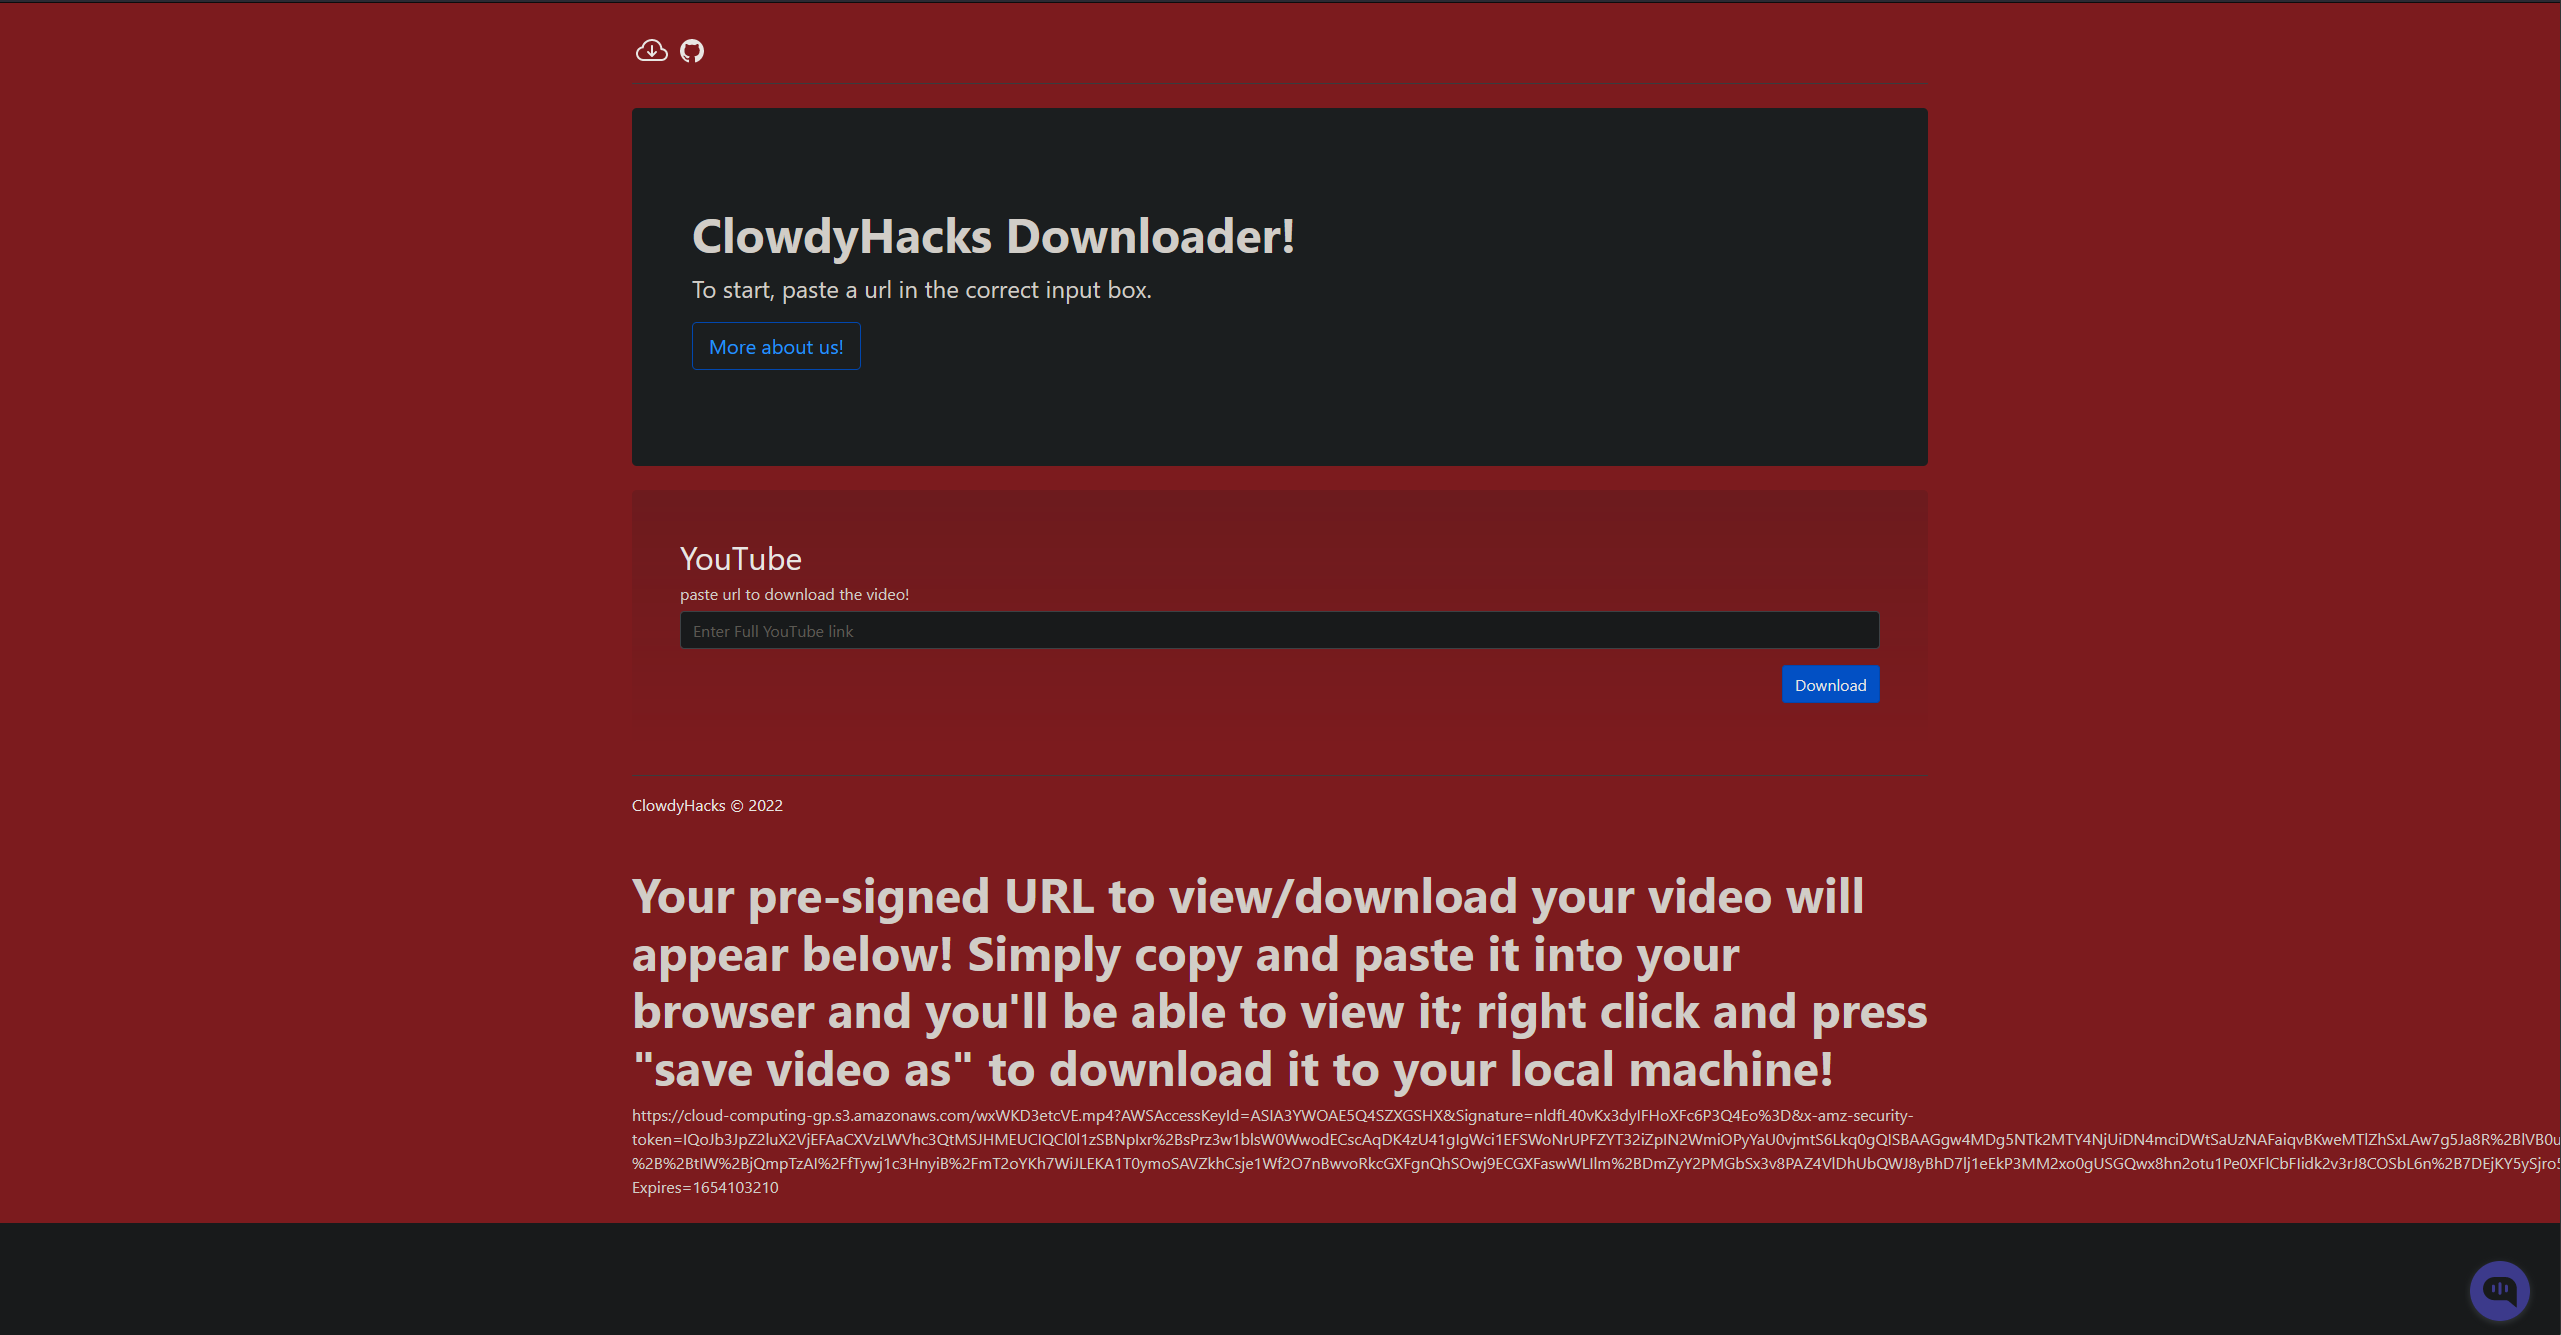 ClowdyHacks Downloader!
To start, paste a url in the correct input box.
More about us!
YouTube
paste url to download the video!
Enter Full YouTube link
Download
ClowdyHacks © 2022
Your pre-signed URL to view/download your video will
appear below! Simply copy and paste it into your
browser and you'll be able to view it; right click and press
"save video as" to download it to your local machine!
https://cloud-computing-gp.s3.amazonaws.com/wxWKD3etcVE.mp4?AWSAccessKeyId=ASIA3YWOAE5Q4SZXGSHX&Signature=nldfL40vKx3dyIFHoXFc6P3Q4Eo%3D&x-amz-security-
token=IQoJb3JpZ2luX2VjEFAaCXVzLWVhc3QtMSJHMEUCIQCl0l1zSBNpIxr%2BsPrz3w1blsW0WwodECscAqDK4zU41gIgWci1EFSWoNrUPFZYT32iZpIN2WmiOPyYaU0vjmtS6Lkq0gQISBAAGgw4MDg5NTk2MTY4NjUiDN4mciDWtSaUzNAFaiqvBKweMTlZhSxLAw7g5Ja8R%2BlVB0u
%2B%2BtIW%2BjQmpTzAI%2FfTywj1c3HnyiB%2FmT2oYKh7WiJLEKA1T0ymoSAVZkhCsje1Wf2O7nBwvoRkcGXFgnQhSOwj9ECGXFaswWLIlm%2BDmZyY2PMGbSx3v8PAZ4VlDhUbQWJ8yBhD7lj1eEkP3MM2xo0gUSGQwx8hn2otu1Pe0XFlCbFIidk2v3rJ8COSbL6n%2B7DEjKY5ySjro5
Expires=1654103210